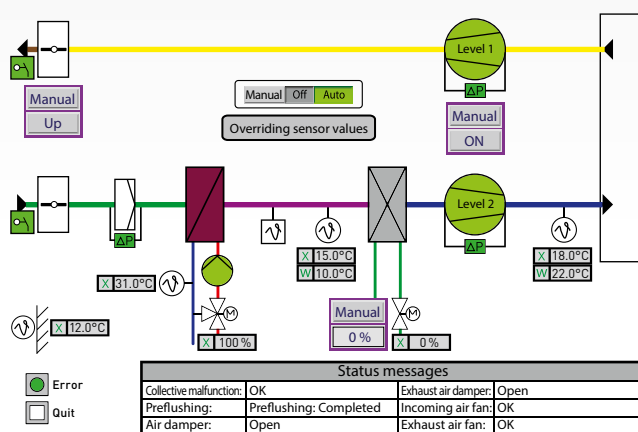 Level 1
Manual Off Auto
ΔP
Manual
Up
Manual
ON
Overriding sensor values
Level 2
ΔP
ΔP
X 15.0°C
W 10.0°C
X 18.0°C
W 22.0°C
X 31.0°C
M
Manual
0 %
M
X 12.0°C
X 100 %
X 0 %
Status messages
Collective malfunction: OK Exhaust air damper: Open
Preflushing: Preflushing: Completed Incoming air fan: OK
Air damper: Open Exhaust air fan: OK
Error
Quit